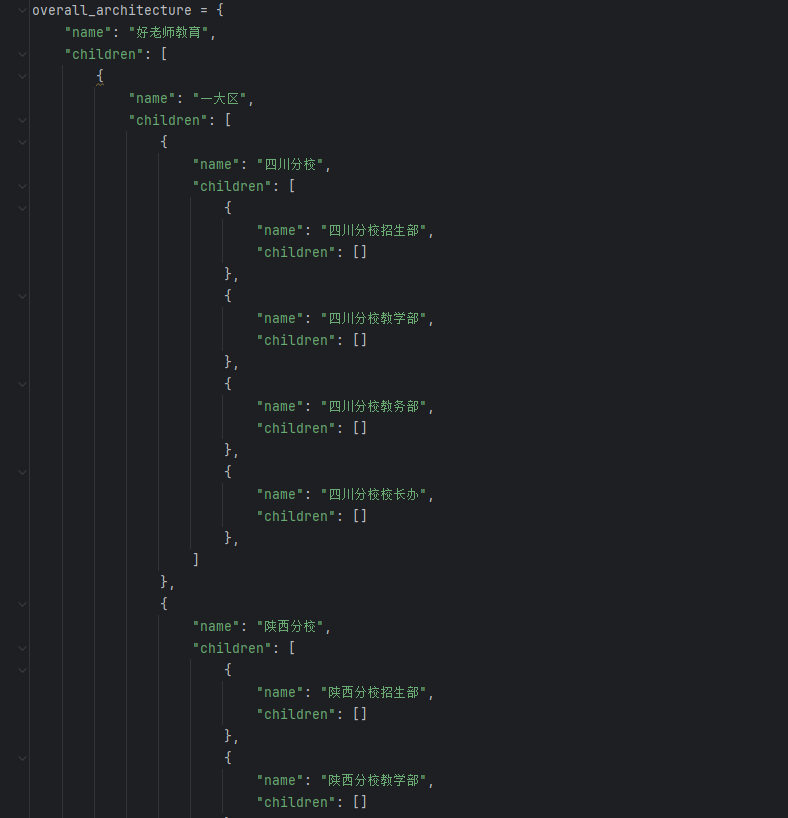 overall_architecture = {
    "name": "好老师教育",
    "children": [
        {
            "name": "一大区",
            "children": [
                {
                    "name": "四川分校",
                    "children": [
                        {
                            "name": "四川分校招生部",
                            "children": []
                        },
                        {
                            "name": "四川分校教学部",
                            "children": []
                        },
                        {
                            "name": "四川分校教务部",
                            "children": []
                        },
                        {
                            "name": "四川分校校长办",
                            "children": []
                        },
                    ]
                },
                {
                    "name": "陕西分校",
                    "children": [
                        {
                            "name": "陕西分校招生部",
                            "children": []
                        },
                        {
                            "name": "陕西分校教学部",
                            "children": []